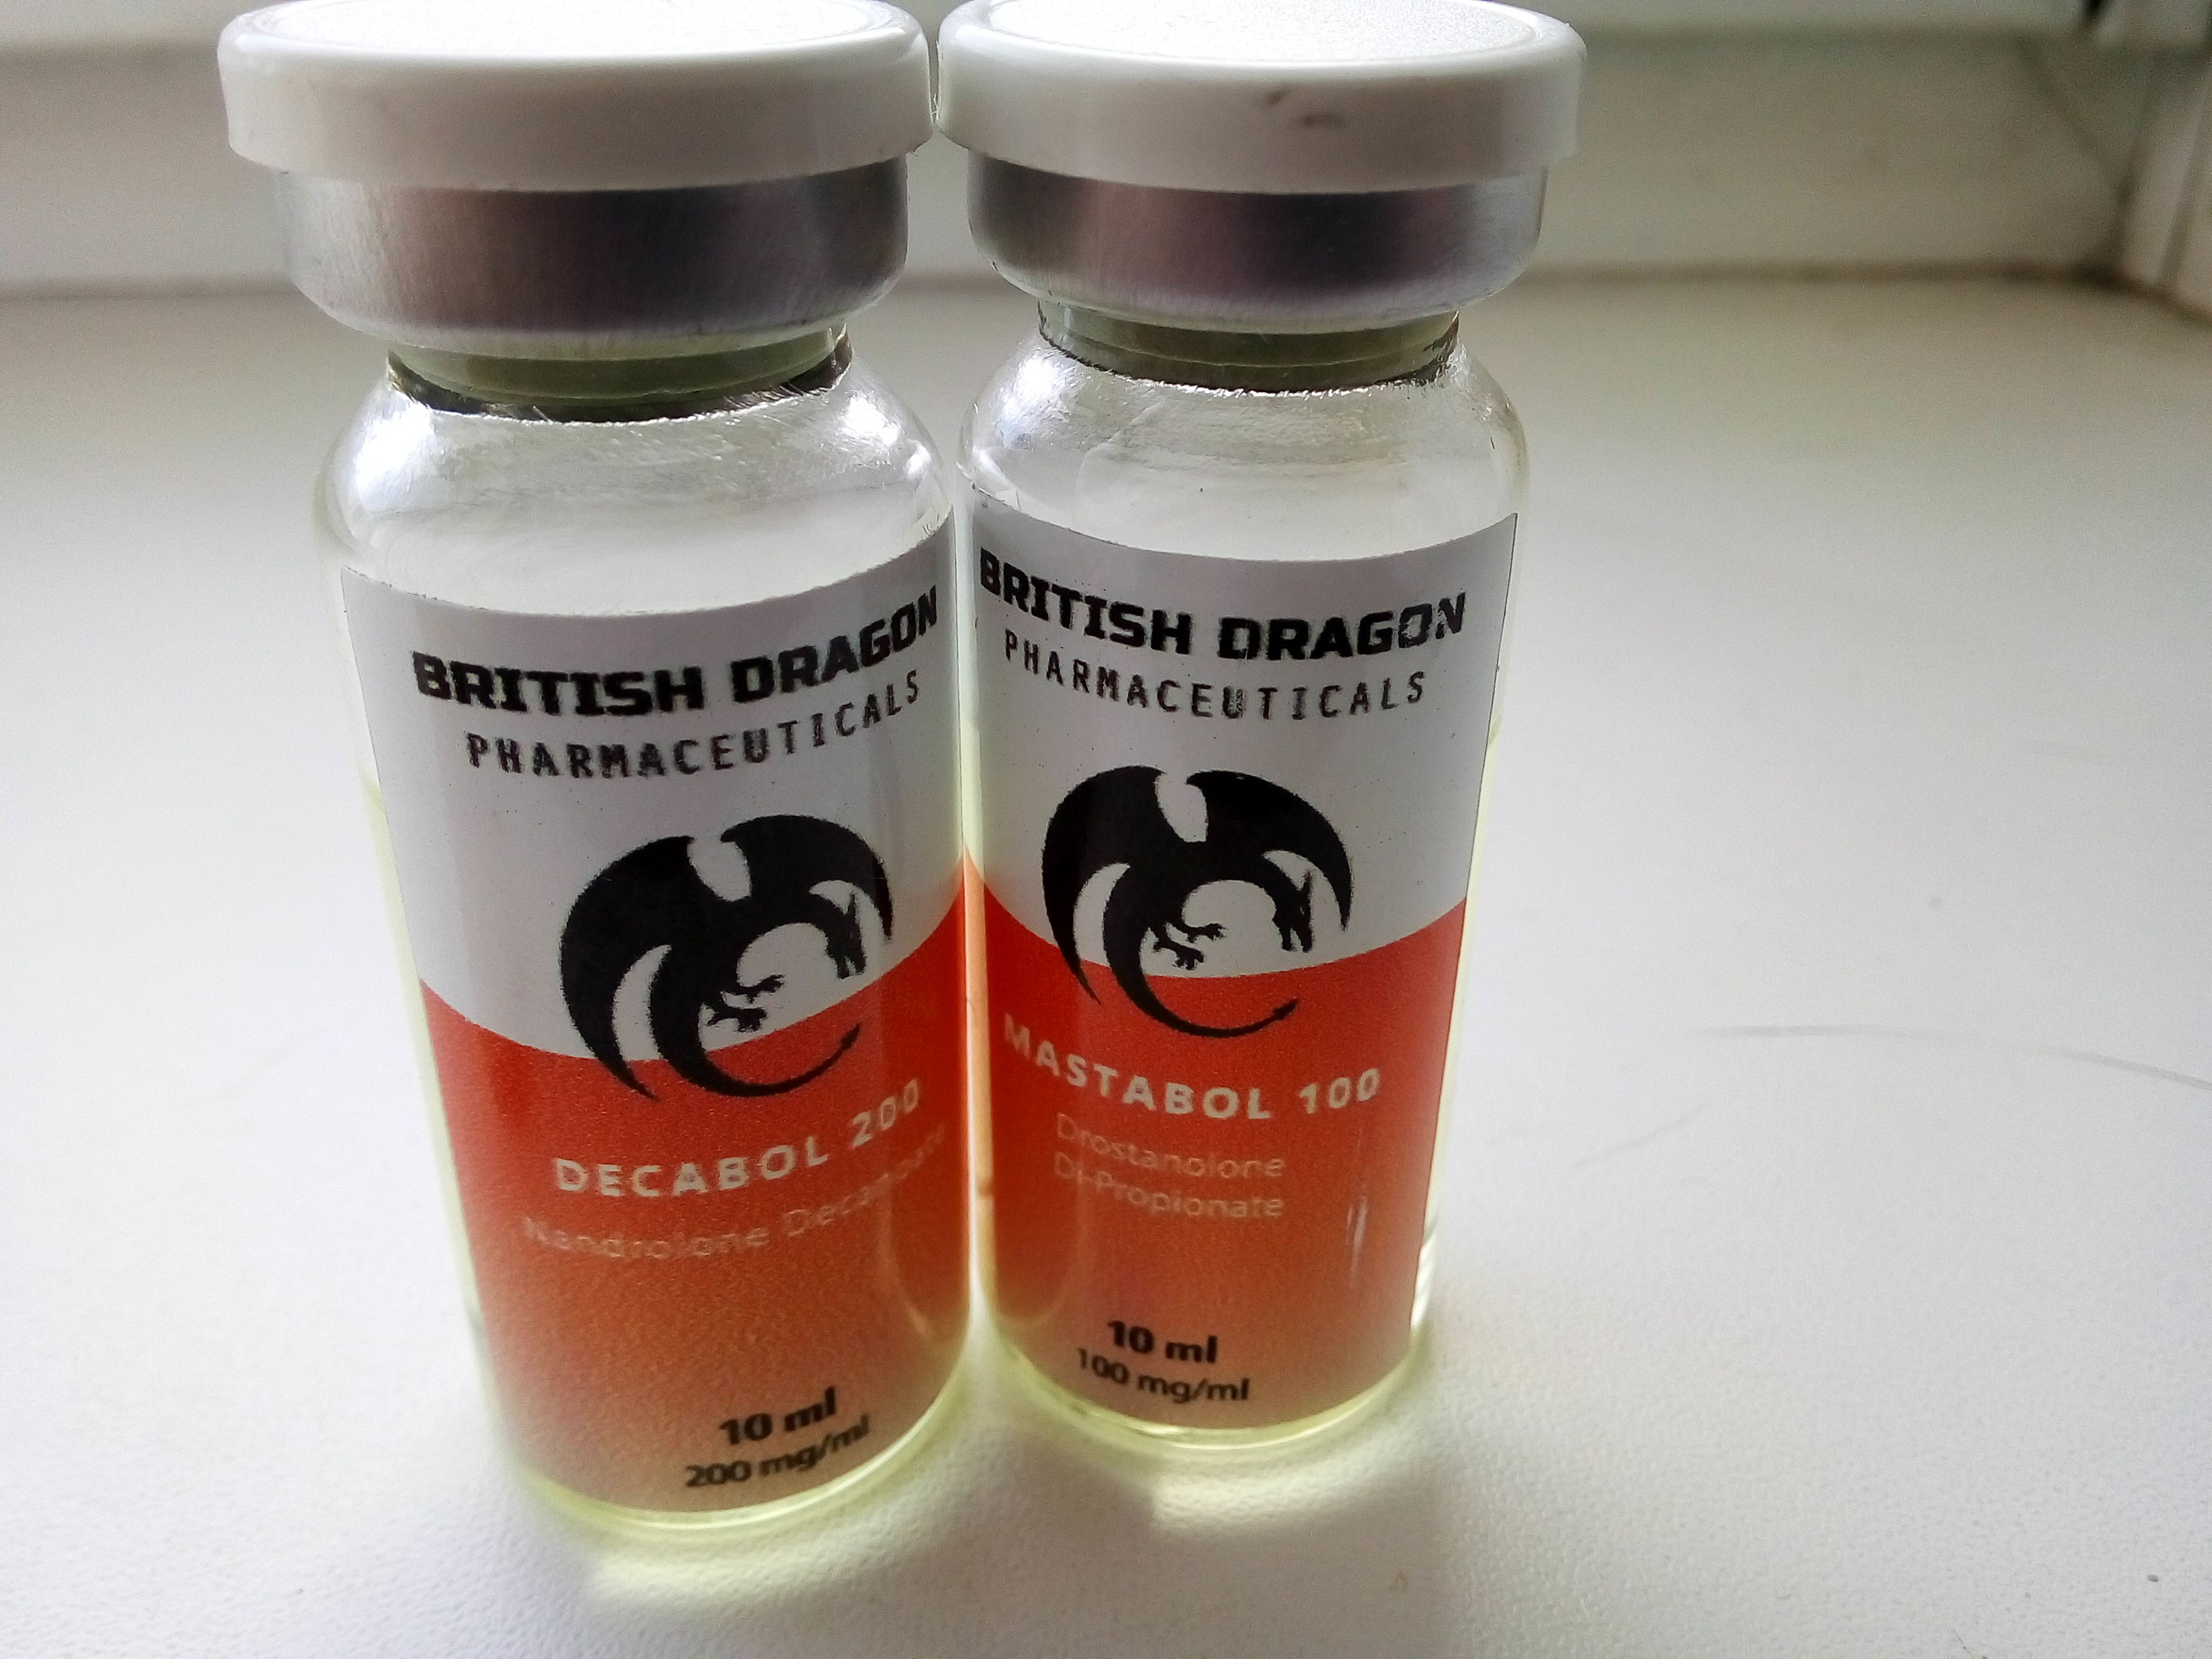 BRITISH DRAGON
PHARMACEUTICALS
DECABOL 200
Nandrolone Decanoate
10 ml
200 mg/ml
BRITISH DRAGON
PHARMACEUTICALS
MASTABOL 100
Drostanolone
Di-Propionate
10 ml
100 mg/ml